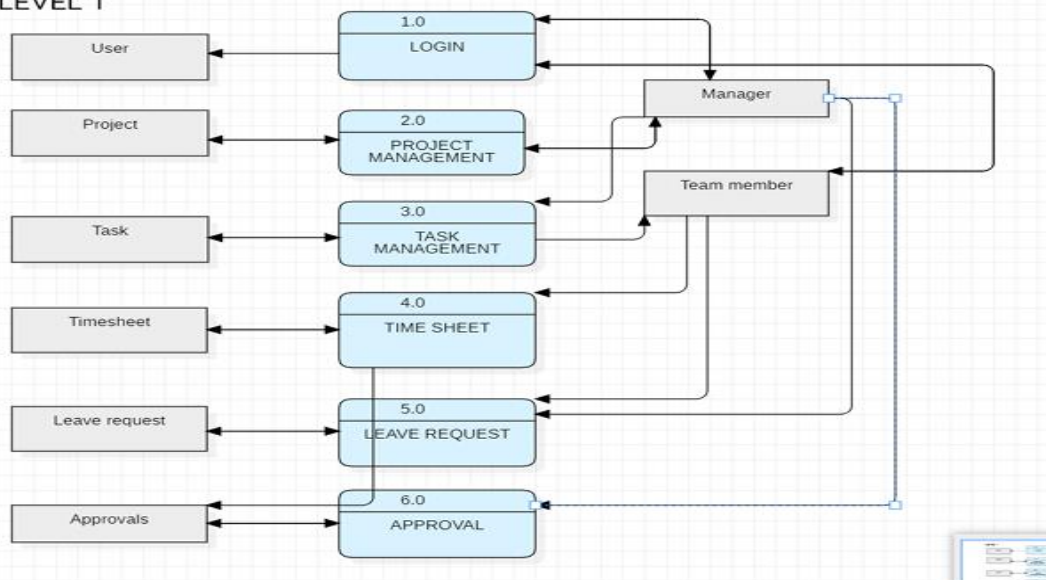 LEVEL 1
1.0
LOGIN
User
Manager
Project
2.0
PROJECT
MANAGEMENT
Team member
3.0
TASK
MANAGEMENT
Task
4.0
TIME SHEET
Timesheet
5.0
LEAVE REQUEST
Leave request
6.0
APPROVAL
Approvals